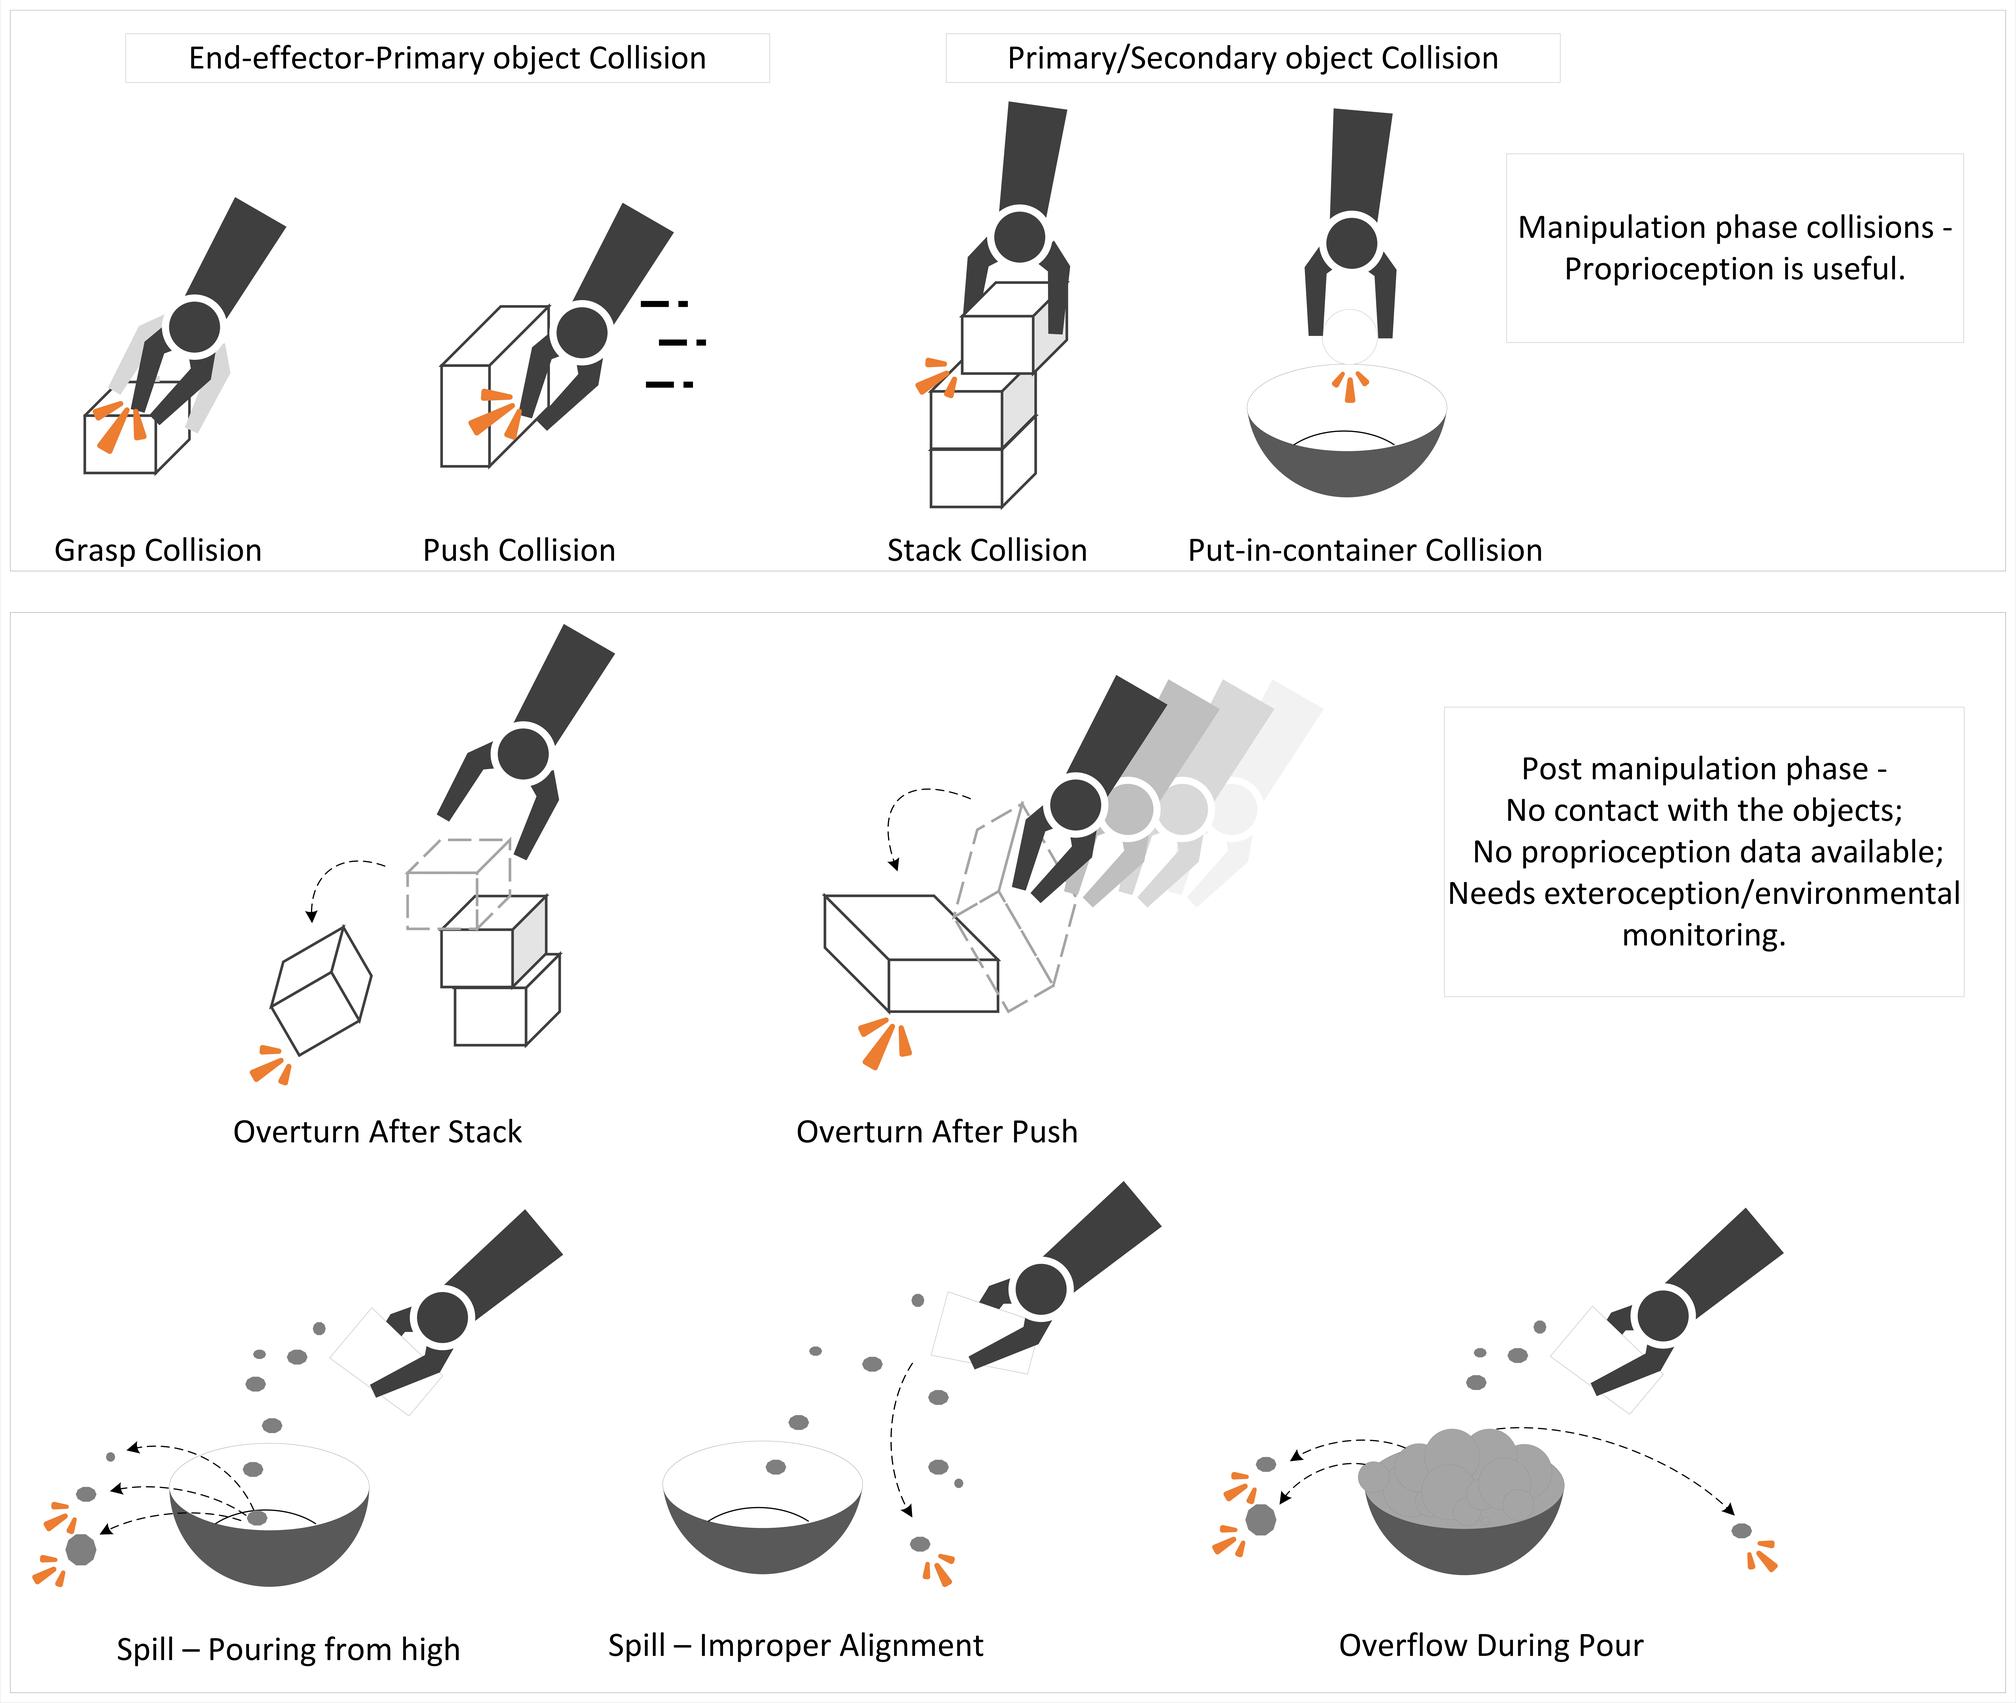 End-effector-Primary object Collision
Primary/Secondary object Collision
Manipulation phase collisions -
Proprioception is useful.
Grasp Collision
Push Collision
Stack Collision
Put-in-container Collision
Post manipulation phase -
No contact with the objects;
No proprioception data available;
Needs exteroception/environmental
monitoring.
Overturn After Stack
Overturn After Push
Spill – Pouring from high
Spill – Improper Alignment
Overflow During Pour